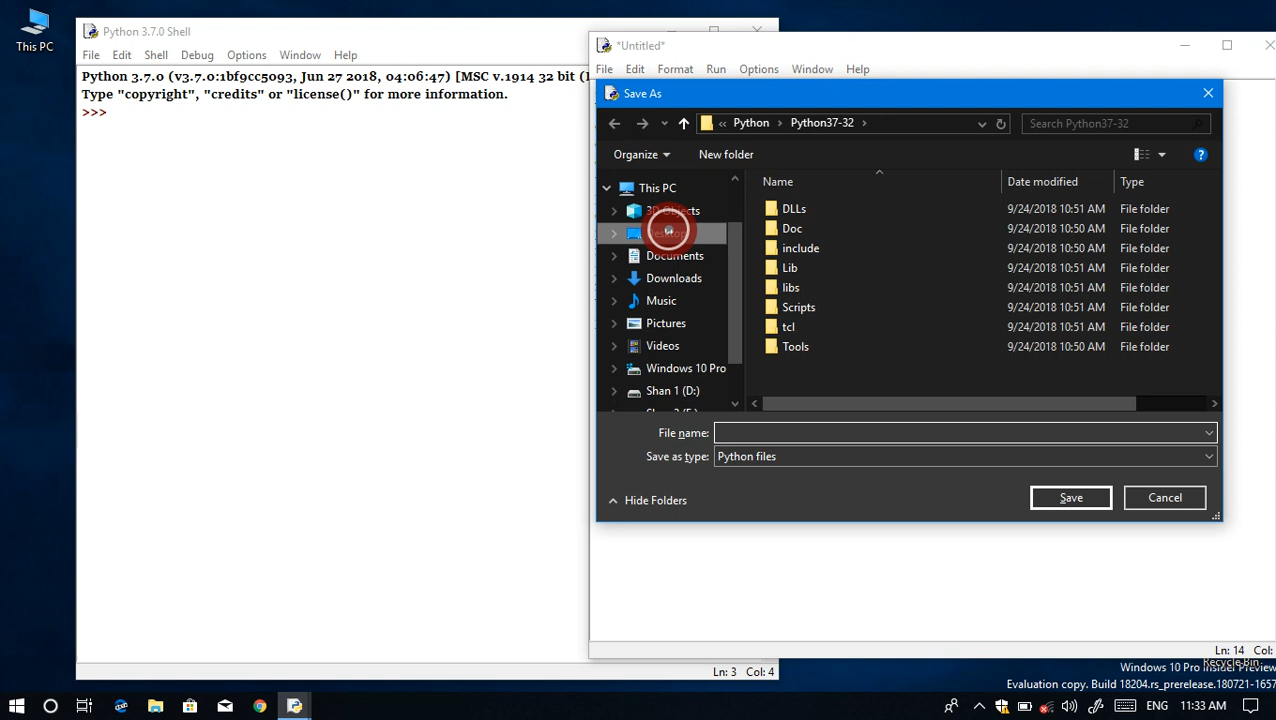 This PC
Python 3.7.0 Shell
File Edit Shell Debug Options Window Help
Python 3.7.0 (v3.7.0:1bf9cc5093, Jun 27 2018, 04:06:47) [MSC v.1914 32 bit (
Type "copyright", "credits" or "license()" for more information.
>>>
Ln: 3 Col: 4
*Untitled*
File Edit Format Run Options Window Help
Save As
« Python › Python37-32 ›
Search Python37-32
Organize
New folder
This PC
3D Objects
Desktop
Documents
Downloads
Music
Pictures
Videos
Windows 10 Pro
Shan 1 (D:)
Name Date modified Type
DLLs 9/24/2018 10:51 AM File folder
Doc 9/24/2018 10:51 AM File folder
include 9/24/2018 10:50 AM File folder
Lib 9/24/2018 10:51 AM File folder
libs 9/24/2018 10:51 AM File folder
Scripts 9/24/2018 10:51 AM File folder
tcl 9/24/2018 10:51 AM File folder
Tools 9/24/2018 10:50 AM File folder
File name:
Save as type: Python files
Hide Folders
Save
Cancel
Ln: 14 Col:
Recycle Bin
Windows 10 Pro Insider Preview
Evaluation copy. Build 18204.rs_prerelease.180721-1657
ENG
11:33 AM